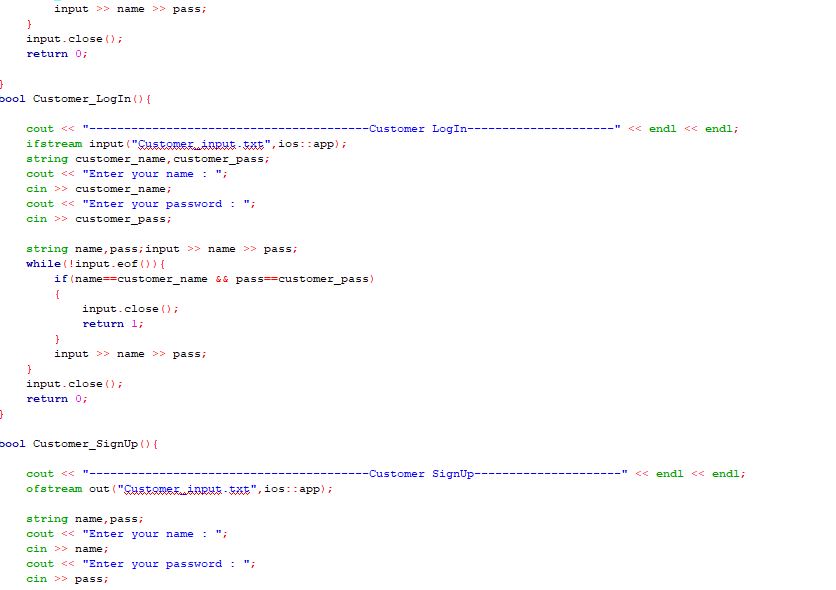 input >> name >> pass;
}
input.close();
return 0;
}
bool Customer_LogIn(){
cout << "----------------------------------------Customer LogIn---------------------" << endl << endl;
ifstream input("Customer_input.txt",ios::app);
string customer_name,customer_pass;
cout << "Enter your name : ";
cin >> customer_name;
cout << "Enter your password : ";
cin >> customer_pass;
string name,pass;input >> name >> pass;
while(!input.eof()){
if(name==customer_name && pass==customer_pass)
{
input.close();
return 1;
}
input >> name >> pass;
}
input.close();
return 0;
}
bool Customer_SignUp(){
cout << "----------------------------------------Customer SignUp---------------------" << endl << endl;
ofstream out("Customer_input.txt",ios::app);
string name,pass;
cout << "Enter your name : ";
cin >> name;
cout << "Enter your password : ";
cin >> pass;